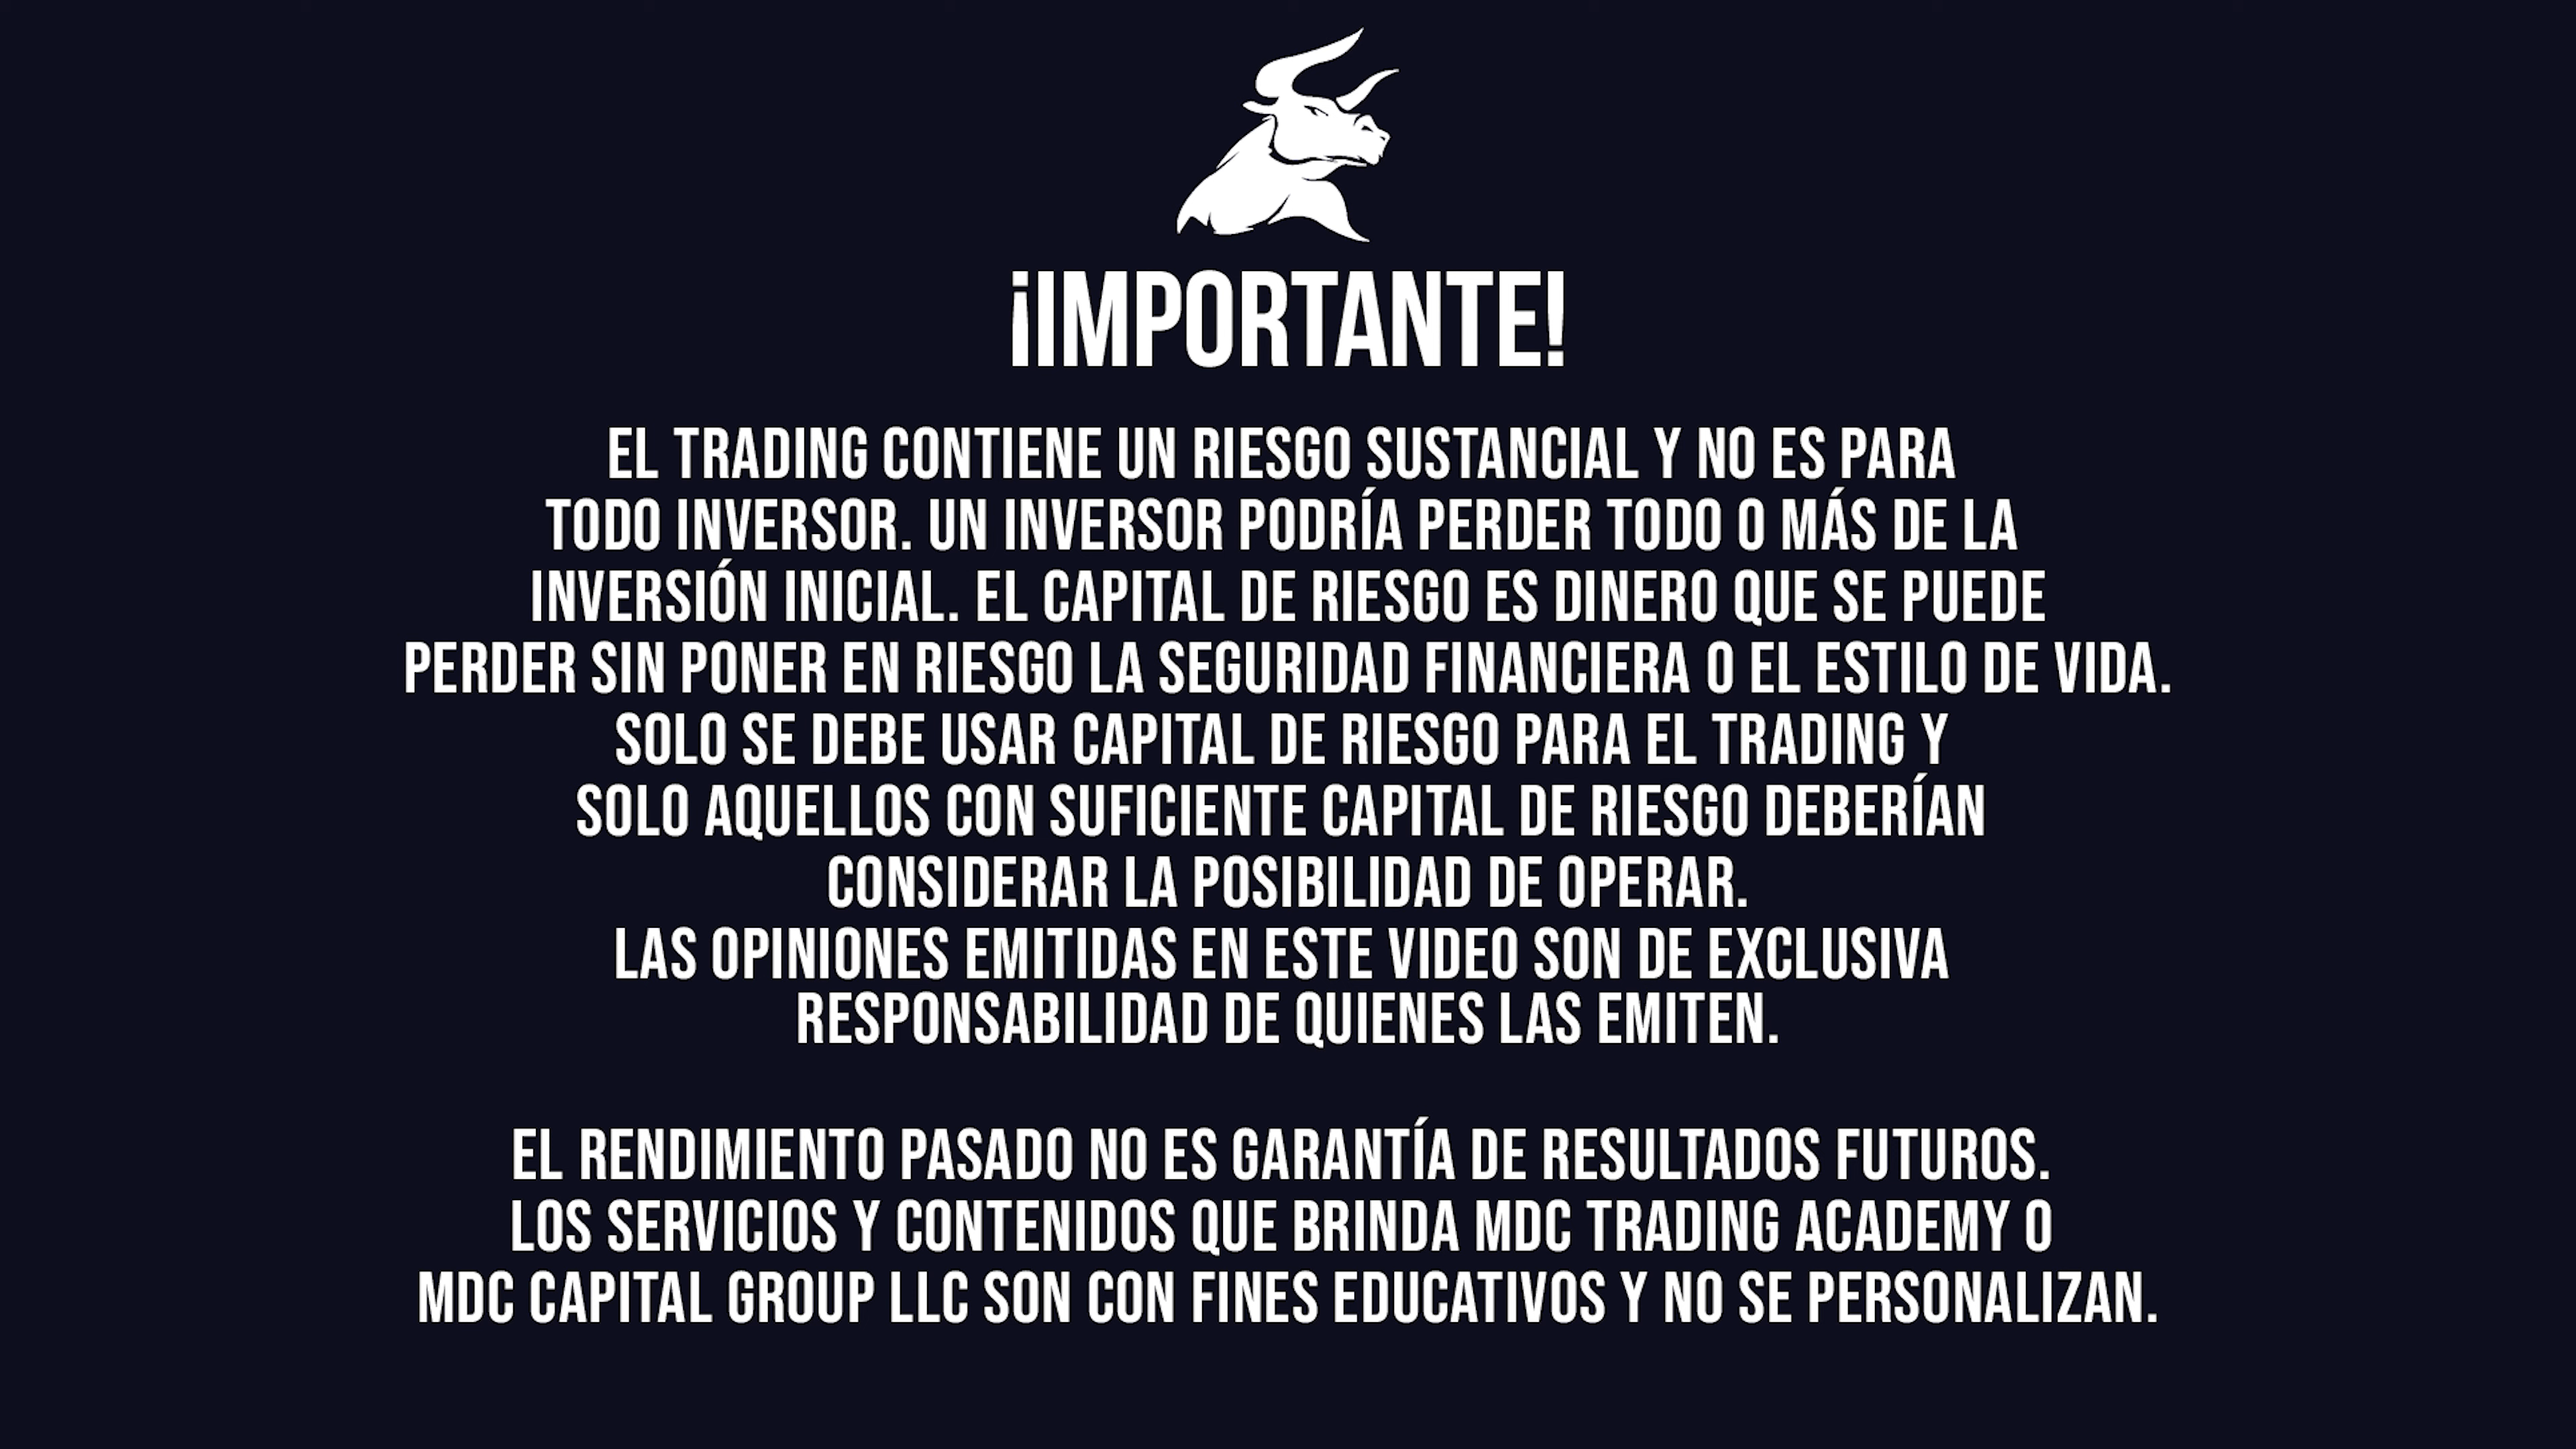 ¡IMPORTANTE!
EL TRADING CONTIENE UN RIESGO SUSTANCIAL Y NO ES PARA
TODO INVERSOR. UN INVERSOR PODRÍA PERDER TODO O MÁS DE LA
INVERSIÓN INICIAL. EL CAPITAL DE RIESGO ES DINERO QUE SE PUEDE
PERDER SIN PONER EN RIESGO LA SEGURIDAD FINANCIERA O EL ESTILO DE VIDA.
SOLO SE DEBE USAR CAPITAL DE RIESGO PARA EL TRADING Y
SOLO AQUELLOS CON SUFICIENTE CAPITAL DE RIESGO DEBERÍAN
CONSIDERAR LA POSIBILIDAD DE OPERAR.
LAS OPINIONES EMITIDAS EN ESTE VIDEO SON DE EXCLUSIVA
RESPONSABILIDAD DE QUIENES LAS EMITEN.
EL RENDIMIENTO PASADO NO ES GARANTÍA DE RESULTADOS FUTUROS.
LOS SERVICIOS Y CONTENIDOS QUE BRINDA MDC TRADING ACADEMY O
MDC CAPITAL GROUP LLC SON CON FINES EDUCATIVOS Y NO SE PERSONALIZAN.